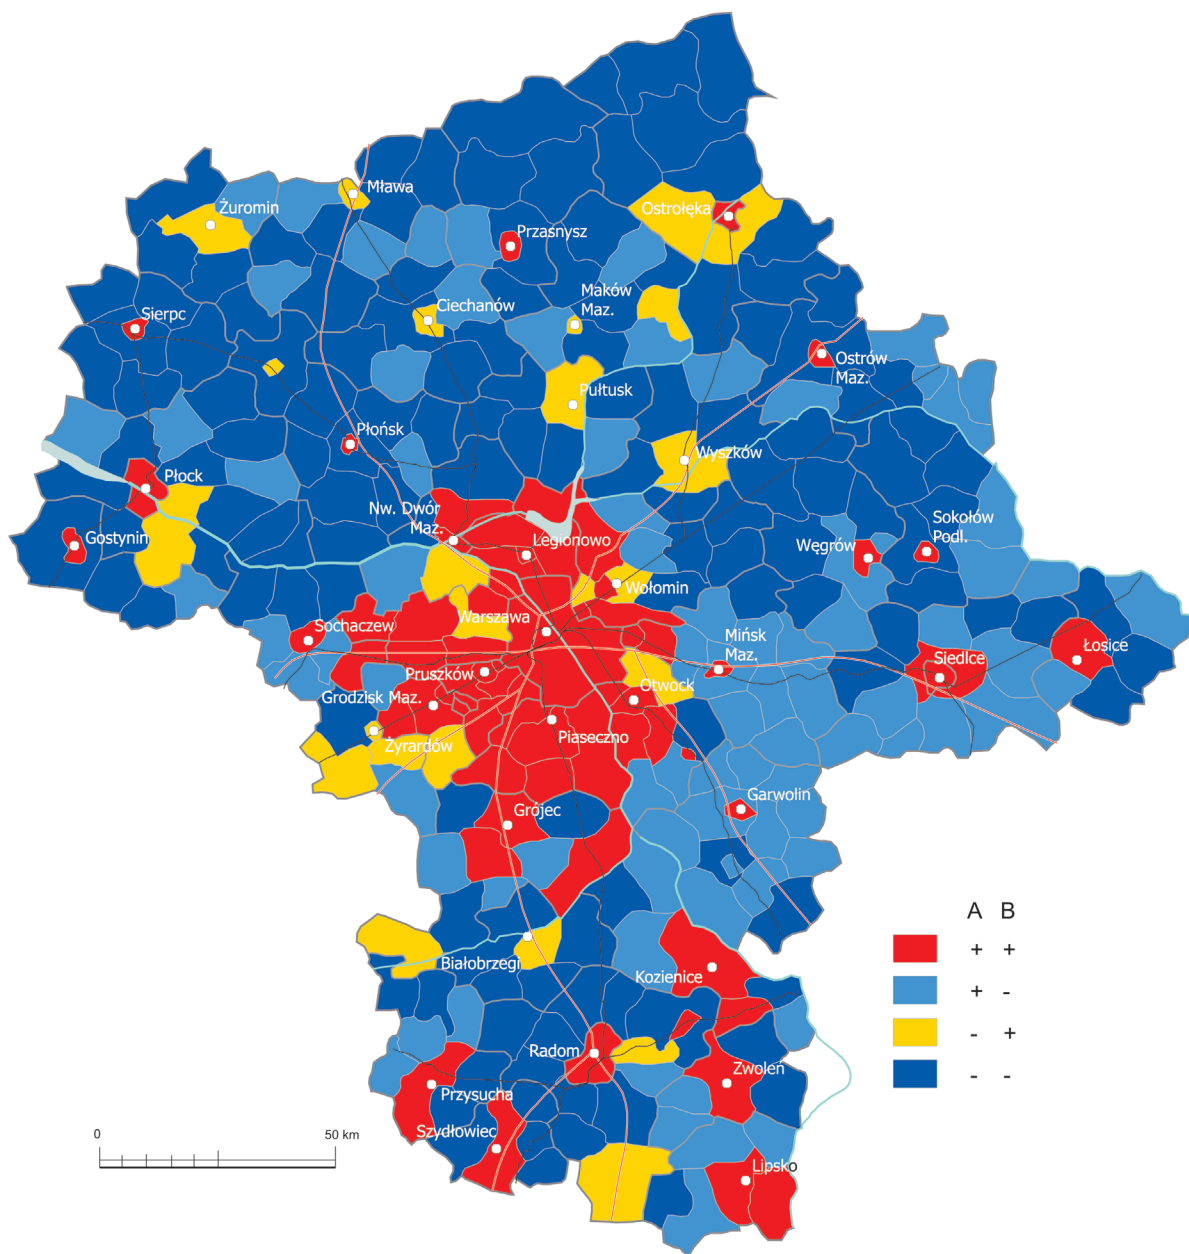 Mława
Żuromin
Ostrołęka
Przasnysz
Maków
Maz.
Ciechanów
Sierpc
Ostrów
Maz.
Pułtusk
Płońsk
Wyszków
Płock
Nw. Dwór
Maz.
Sokołów
Podl.
Gostynin
Legionowo
Węgrów
Wołomin
Warszawa
Sochaczew
Mińsk
Maz.
Łosice
Siedlce
Pruszków
Otwock
Grodzisk Maz.
Piaseczno
Żyrardów
Garwolin
Grójec
A B
+ +
+ -
- +
- -
Białobrzegi
Kozienice
Radom
Zwoleń
Przysucha
Szydłowiec
0 50 km
Lipsko